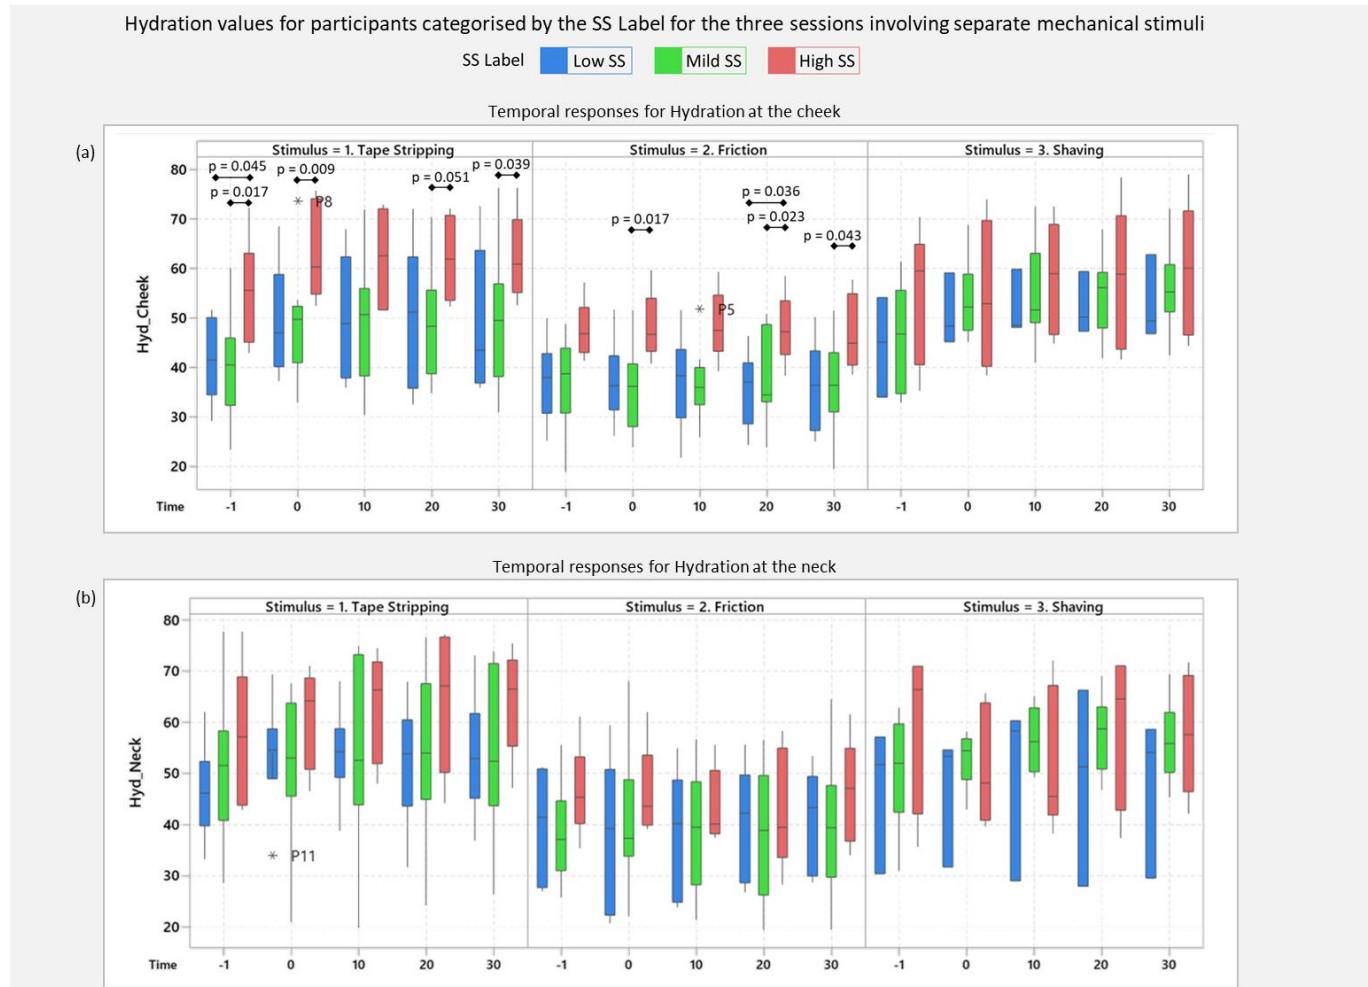 Hydration values for participants categorised by the SS Label for the three sessions involving separate mechanical stimuli
SS Label Low SS Mild SS High SS
Temporal responses for Hydration at the cheek
(a)
Stimulus = 1. Tape Stripping Stimulus = 2. Friction Stimulus = 3. Shaving
p = 0.045 p = 0.009 p = 0.051 p = 0.039
p = 0.017 p = 0.017 p = 0.036
p = 0.023
p = 0.043
P8
P5
Hyd_Cheek
80
70
60
50
40
30
20
Time -1 0 10 20 30 -1 0 10 20 30 -1 0 10 20 30
Temporal responses for Hydration at the neck
(b)
Stimulus = 1. Tape Stripping Stimulus = 2. Friction Stimulus = 3. Shaving
Hyd_Neck
80
70
60
50
40
30
20
P11
Time -1 0 10 20 30 -1 0 10 20 30 -1 0 10 20 30